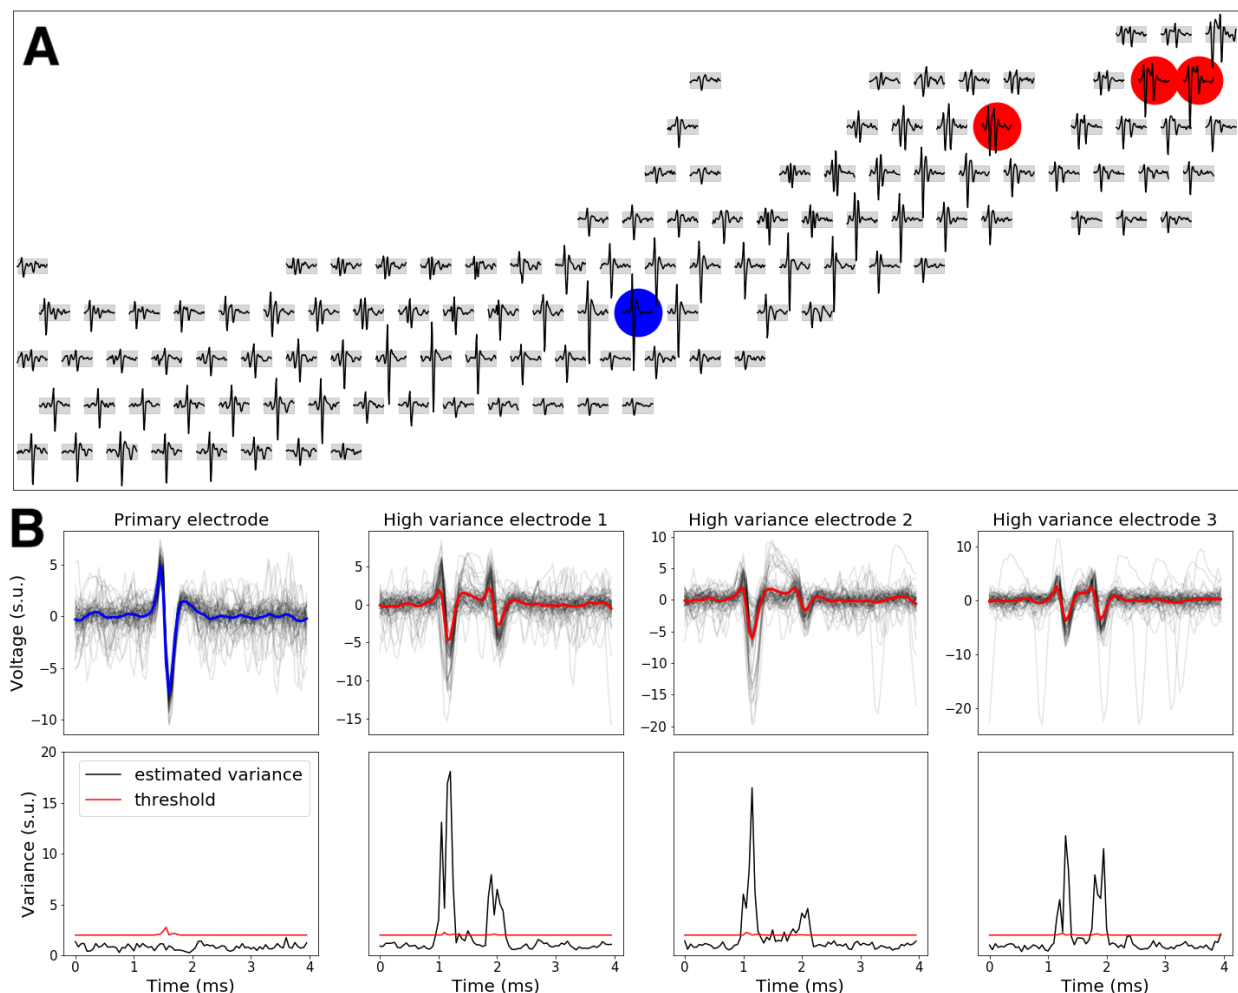 A
B
Primary electrode
High variance electrode 1
High variance electrode 2
High variance electrode 3
Voltage (s.u.)
5
0
−5
−10
5
0
−5
−10
−15
10
5
0
−5
−10
−15
−20
10
0
−10
−20
Variance (s.u.)
20
15
10
5
0
estimated variance
threshold
0 1 2 3 4
0 1 2 3 4
0 1 2 3 4
0 1 2 3 4
Time (ms)
Time (ms)
Time (ms)
Time (ms)